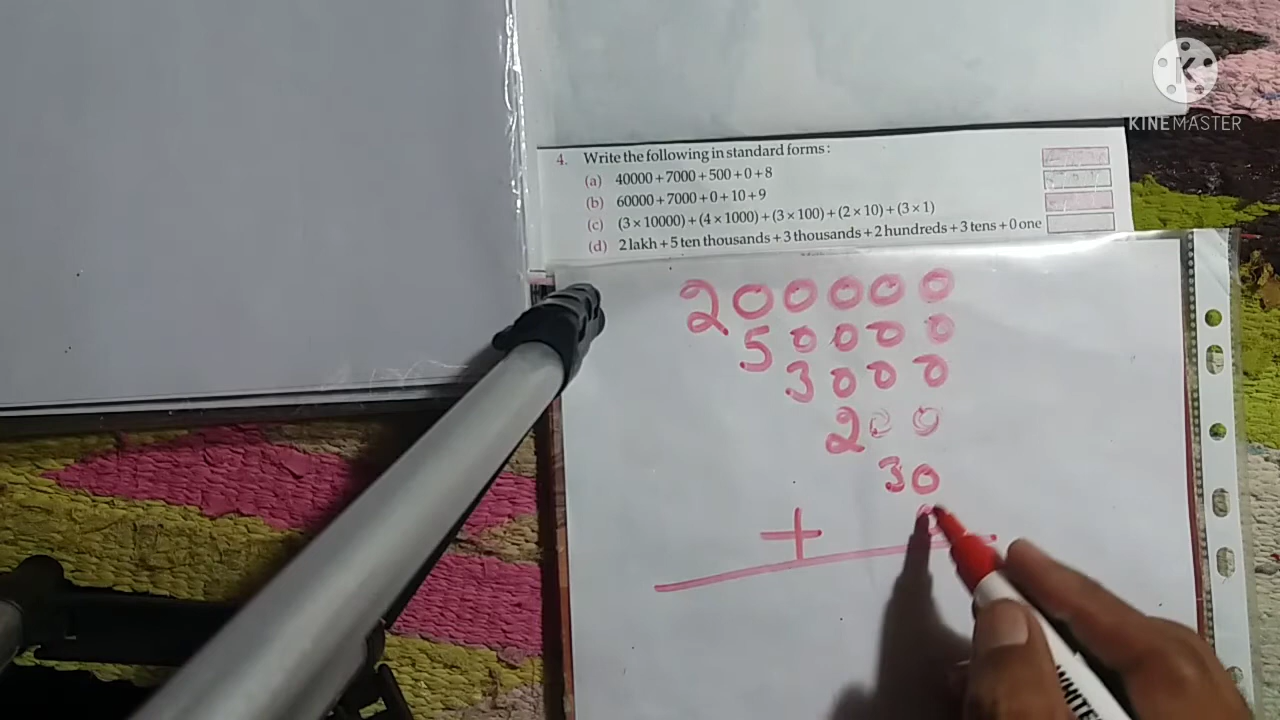 K
KINEMASTER
4. Write the following in standard forms:
(a) 40000+7000+500+0+8
(b) 60000+7000+0+10+9
(c) (3×10000)+(4×1000)+(3×100)+(2×10)+(3×1)
(d) 2 lakh+5 ten thousands+3 thousands+2 hundreds+3 tens+0 one
200000
50000
3000
200
30
+ 0
WHITE